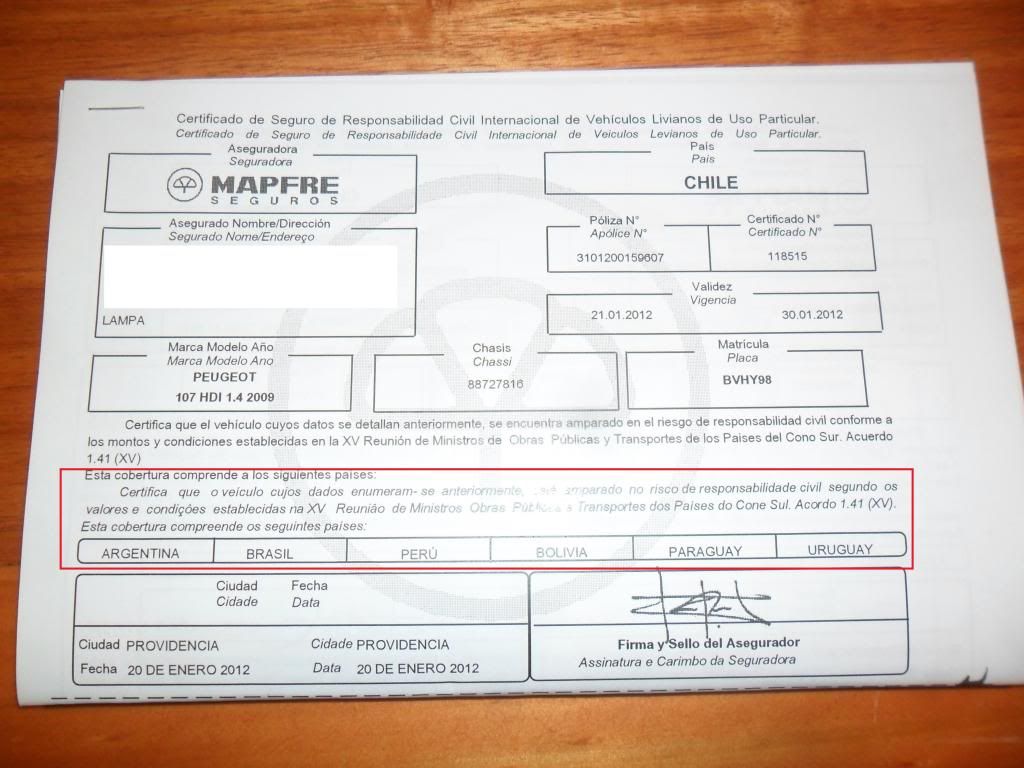 Certificado de Seguro de Responsabilidad Civil Internacional de Vehículos Livianos de Uso Particular.
Certificado de Seguro de Responsabilidade Civil Internacional de Veiculos Levianos de Uso Particular.
Aseguradora
Seguradora
MAPFRE
SEGUROS
País
Pais
CHILE
Asegurado Nombre/Dirección
Segurado Nome/Endereço
LAMPA
Póliza N°
Apólice N°
3101200159607
Certificado N°
Certificado N°
118515
Validez
Vigencia
21.01.2012 30.01.2012
Marca Modelo Año
Marca Modelo Ano
PEUGEOT
107 HDI 1.4 2009
Chasis
Chassi
88727816
Matrícula
Placa
BVHY98
Certifica que el vehículo cuyos datos se detallan anteriormente, se encuentra amparado en el riesgo de responsabilidad civil conforme a
los montos y condiciones establecidas en la XV Reunión de Ministros de Obras Públicas y Transportes de los Paises del Cono Sur. Acuerdo
1.41 (XV)
Esta cobertura comprende a los siguientes países:
Certifica que o veículo cujos dados enumeram- se anteriormente, amparado no risco de responsabilidade civil segundo os
valores e condições establecidas na XV Reunião de Ministros Obras Públicas e Transportes dos Países do Cone Sul. Acordo 1.41 (XV).
Esta cobertura compreende os seguintes países:
ARGENTINA BRASIL PERÚ BOLIVIA PARAGUAY URUGUAY
Ciudad Fecha
Cidade Data
Ciudad PROVIDENCIA Cidade PROVIDENCIA
Fecha 20 DE ENERO 2012 Data 20 DE ENERO 2012
Firma y Sello del Asegurador
Assinatura e Carimbo da Seguradora